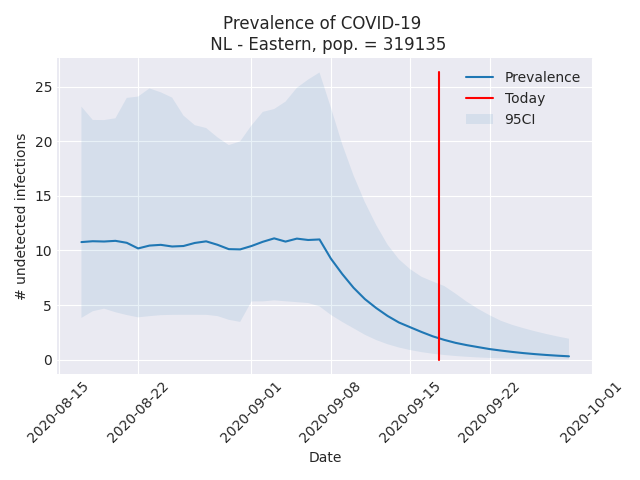 Prevalence of COVID-19
NL - Eastern, pop. = 319135
Prevalence
Today
95CI
# undetected infections
25
20
15
10
5
0
2020-08-15
2020-08-22
2020-09-01
2020-09-08
2020-09-15
2020-09-22
2020-10-01
Date